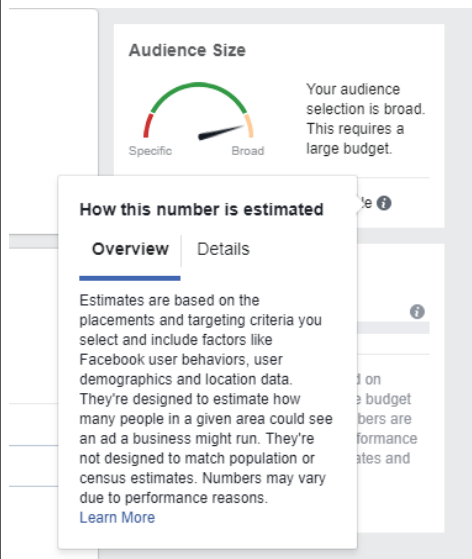 Audience Size
Your audience
selection is broad.
This requires a
large budget.
Specific
Broad
How this number is estimated
Overview
Details
Estimates are based on the
placements and targeting criteria you
select and include factors like
Facebook user behaviors, user
demographics and location data.
They're designed to estimate how
many people in a given area could see
an ad a business might run. They're
not designed to match population or
census estimates. Numbers may vary
due to performance reasons.
Learn More
on
budget
and